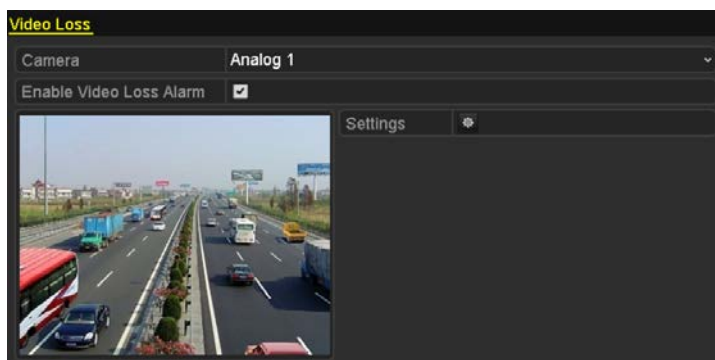 Video Loss
Camera Analog 1
Enable Video Loss Alarm
Settings